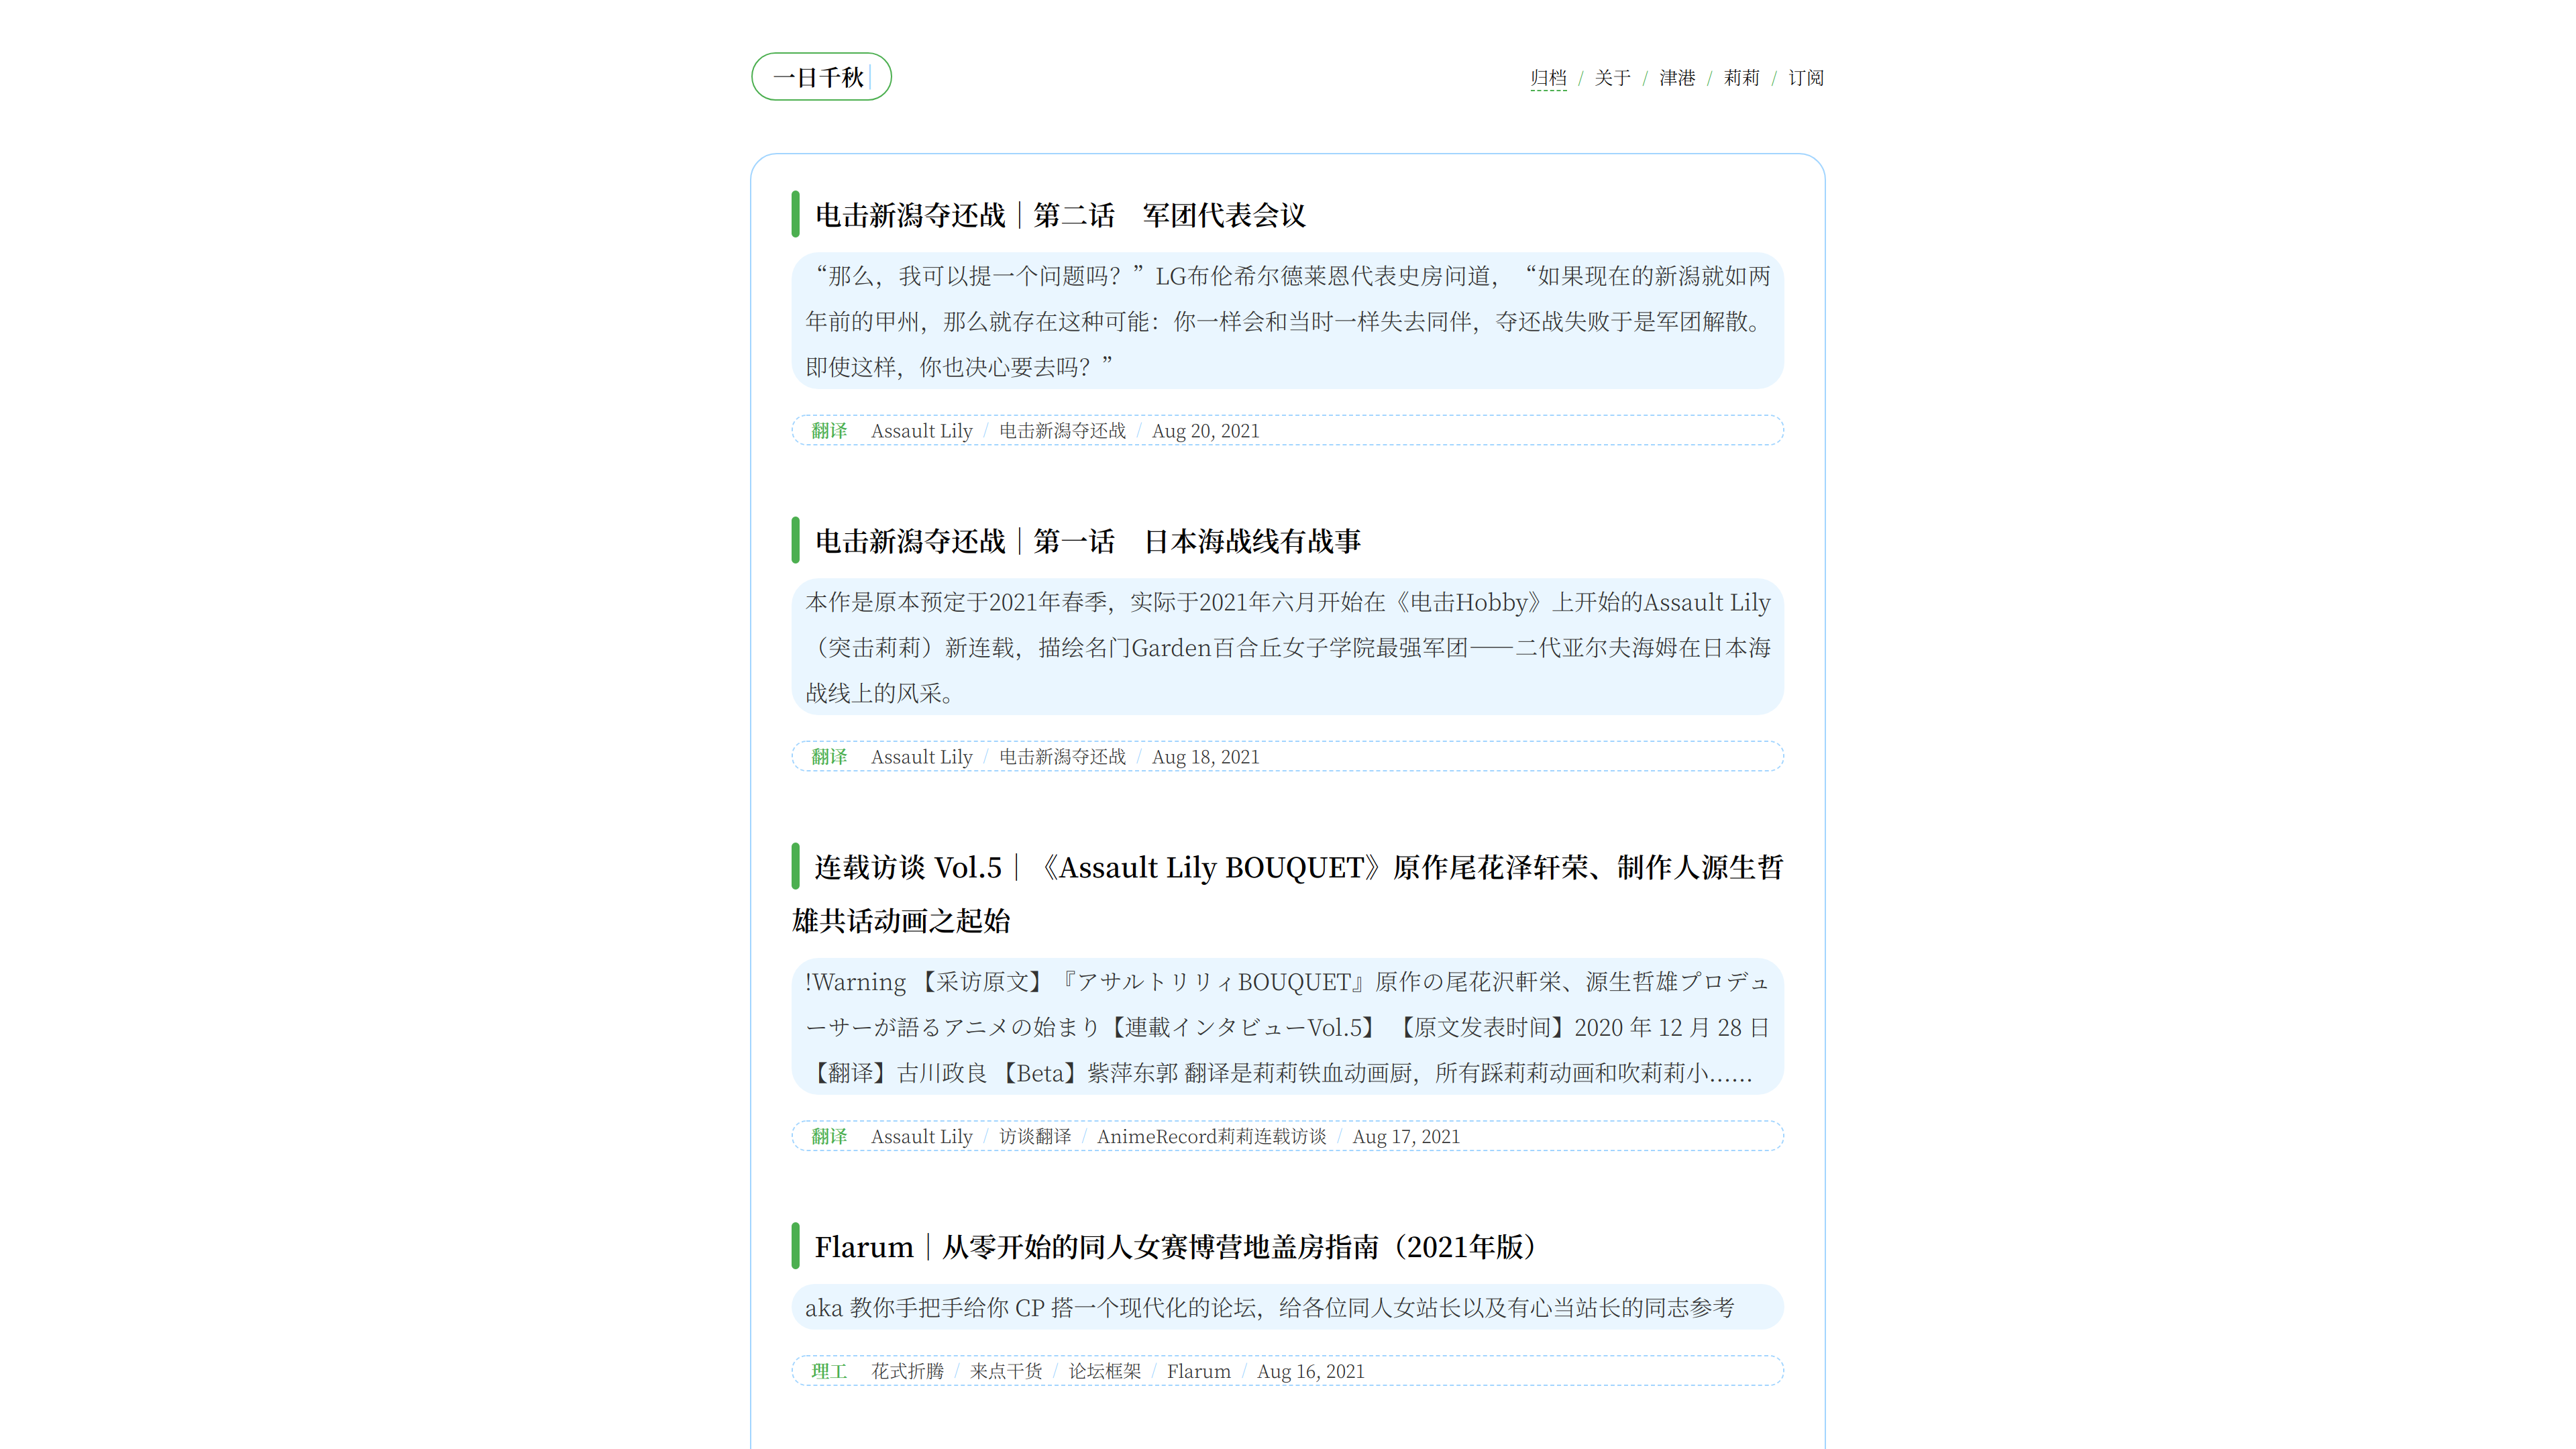 一日千秋
归档 / 关于 / 津港 / 莉莉 / 订阅
电击新潟夺还战｜第二话　军团代表会议
“那么，我可以提一个问题吗？”LG布伦希尔德莱恩代表史房问道，“如果现在的新潟就如两
年前的甲州，那么就存在这种可能：你一样会和当时一样失去同伴，夺还战失败于是军团解散。
即使这样，你也决心要去吗？”
翻译 Assault Lily / 电击新潟夺还战 / Aug 20, 2021
电击新潟夺还战｜第一话　日本海战线有战事
本作是原本预定于2021年春季，实际于2021年六月开始在《电击Hobby》上开始的Assault Lily
（突击莉莉）新连载，描绘名门Garden百合丘女子学院最强军团——二代亚尔夫海姆在日本海
战线上的风采。
翻译 Assault Lily / 电击新潟夺还战 / Aug 18, 2021
连载访谈 Vol.5｜《Assault Lily BOUQUET》原作尾花泽轩荣、制作人源生哲
雄共话动画之起始
!Warning 【采访原文】『アサルトリリィBOUQUET』原作の尾花沢軒栄、源生哲雄プロデュ
ーサーが語るアニメの始まり【連載インタビューVol.5】 【原文发表时间】2020 年 12 月 28 日
【翻译】古川政良 【Beta】紫萍东郭 翻译是莉莉铁血动画厨，所有踩莉莉动画和吹莉莉小……
翻译 Assault Lily / 访谈翻译 / AnimeRecord莉莉连载访谈 / Aug 17, 2021
Flarum｜从零开始的同人女赛博营地盖房指南（2021年版）
aka 教你手把手给你 CP 搭一个现代化的论坛，给各位同人女站长以及有心当站长的同志参考
理工 花式折腾 / 来点干货 / 论坛框架 / Flarum / Aug 16, 2021